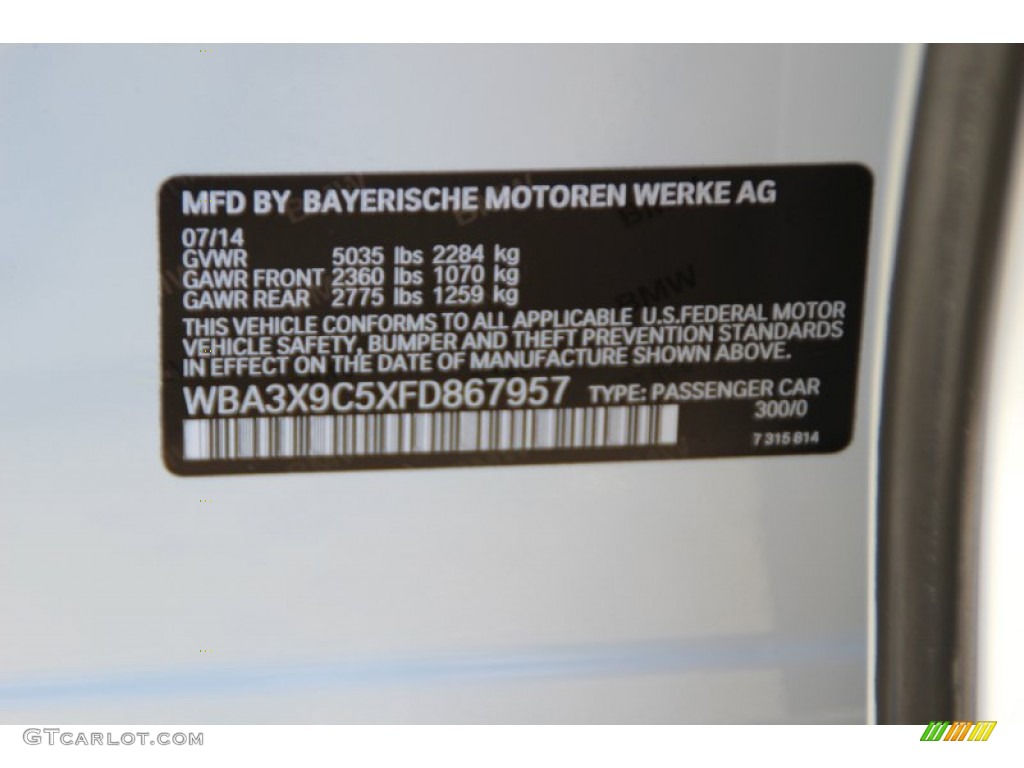 MFD BY BAYERISCHE MOTOREN WERKE AG
07/14
GVWR 5035 lbs 2284 kg
GAWR FRONT 2360 lbs 1070 kg
GAWR REAR 2775 lbs 1259 kg
THIS VEHICLE CONFORMS TO ALL APPLICABLE U.S.FEDERAL MOTOR
VEHICLE SAFETY, BUMPER AND THEFT PREVENTION STANDARDS
IN EFFECT ON THE DATE OF MANUFACTURE SHOWN ABOVE.
WBA3X9C5XFD867957 TYPE: PASSENGER CAR
300/0
7 315 814
GTCARLOT.COM